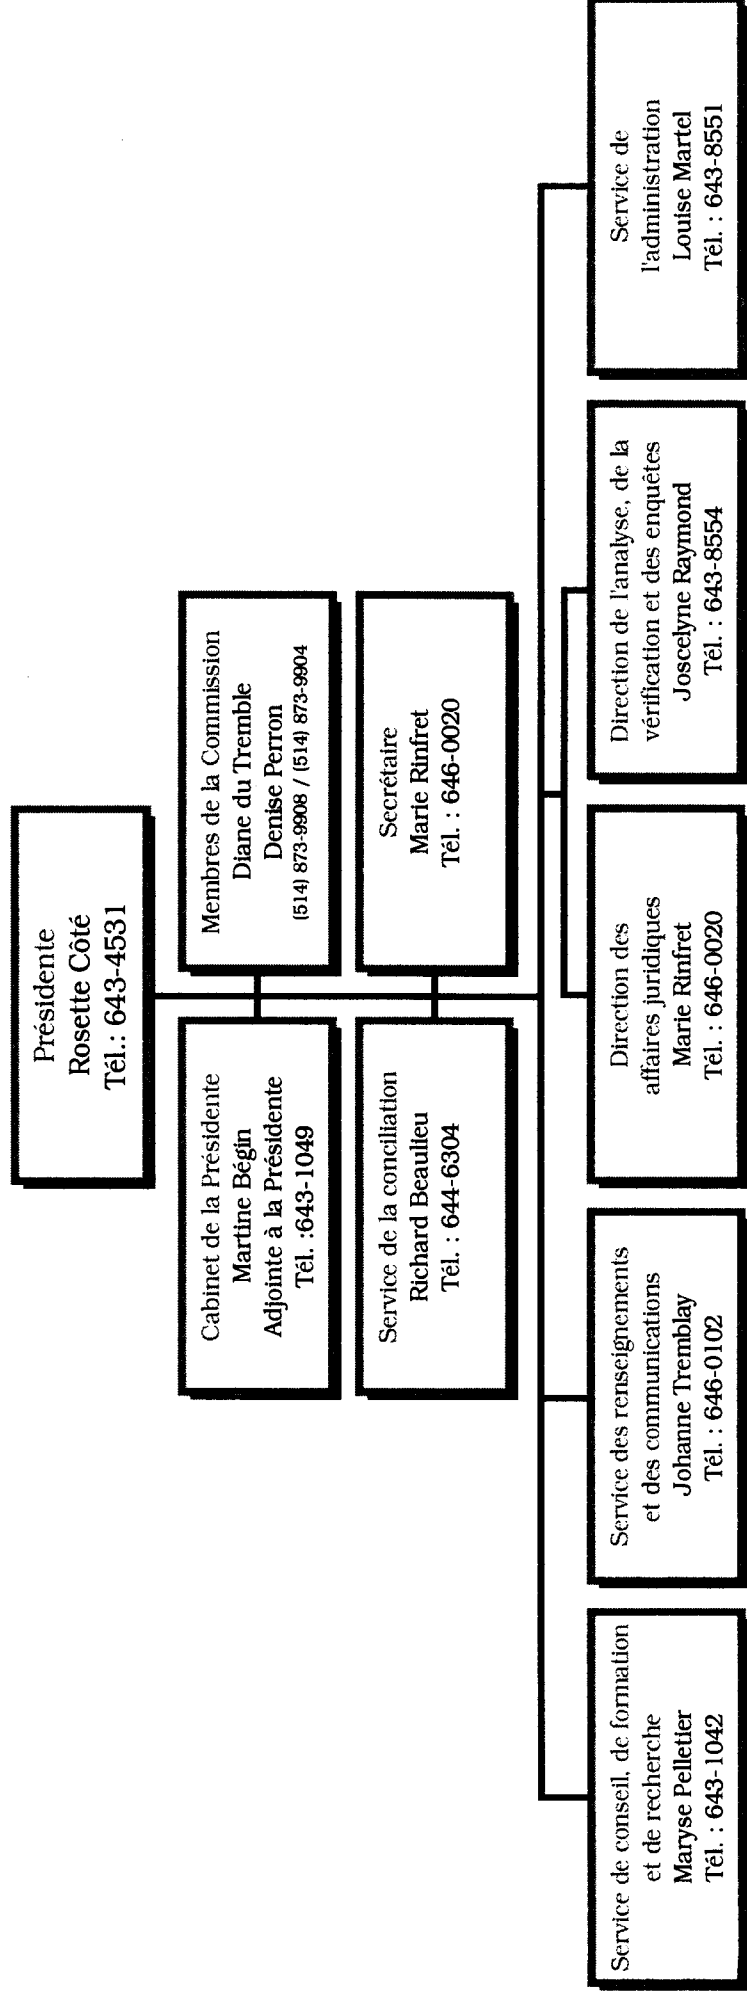 Présidente
Rosette Côté
Tél.: 643-4531
Cabinet de la Présidente
Martine Bégin
Adjointe à la Présidente
Tél. :643-1049
Membres de la Commission
Diane du Tremble
Denise Perron
(514) 873-9908 / (514) 873-9904
Service de la conciliation
Richard Beaulieu
Tél. : 644-6304
Secrétaire
Marie Rinfret
Tél. : 646-0020
Service de conseil, de formation
et de recherche
Maryse Pelletier
Tél. : 643-1042
Service des renseignements
et des communications
Johanne Tremblay
Tél. : 646-0102
Direction des
affaires juridiques
Marie Rinfret
Tél. : 646-0020
Direction de l'analyse, de la
vérification et des enquêtes
Joscelyne Raymond
Tél. : 643-8554
Service de
l'administration
Louise Martel
Tél. : 643-8551